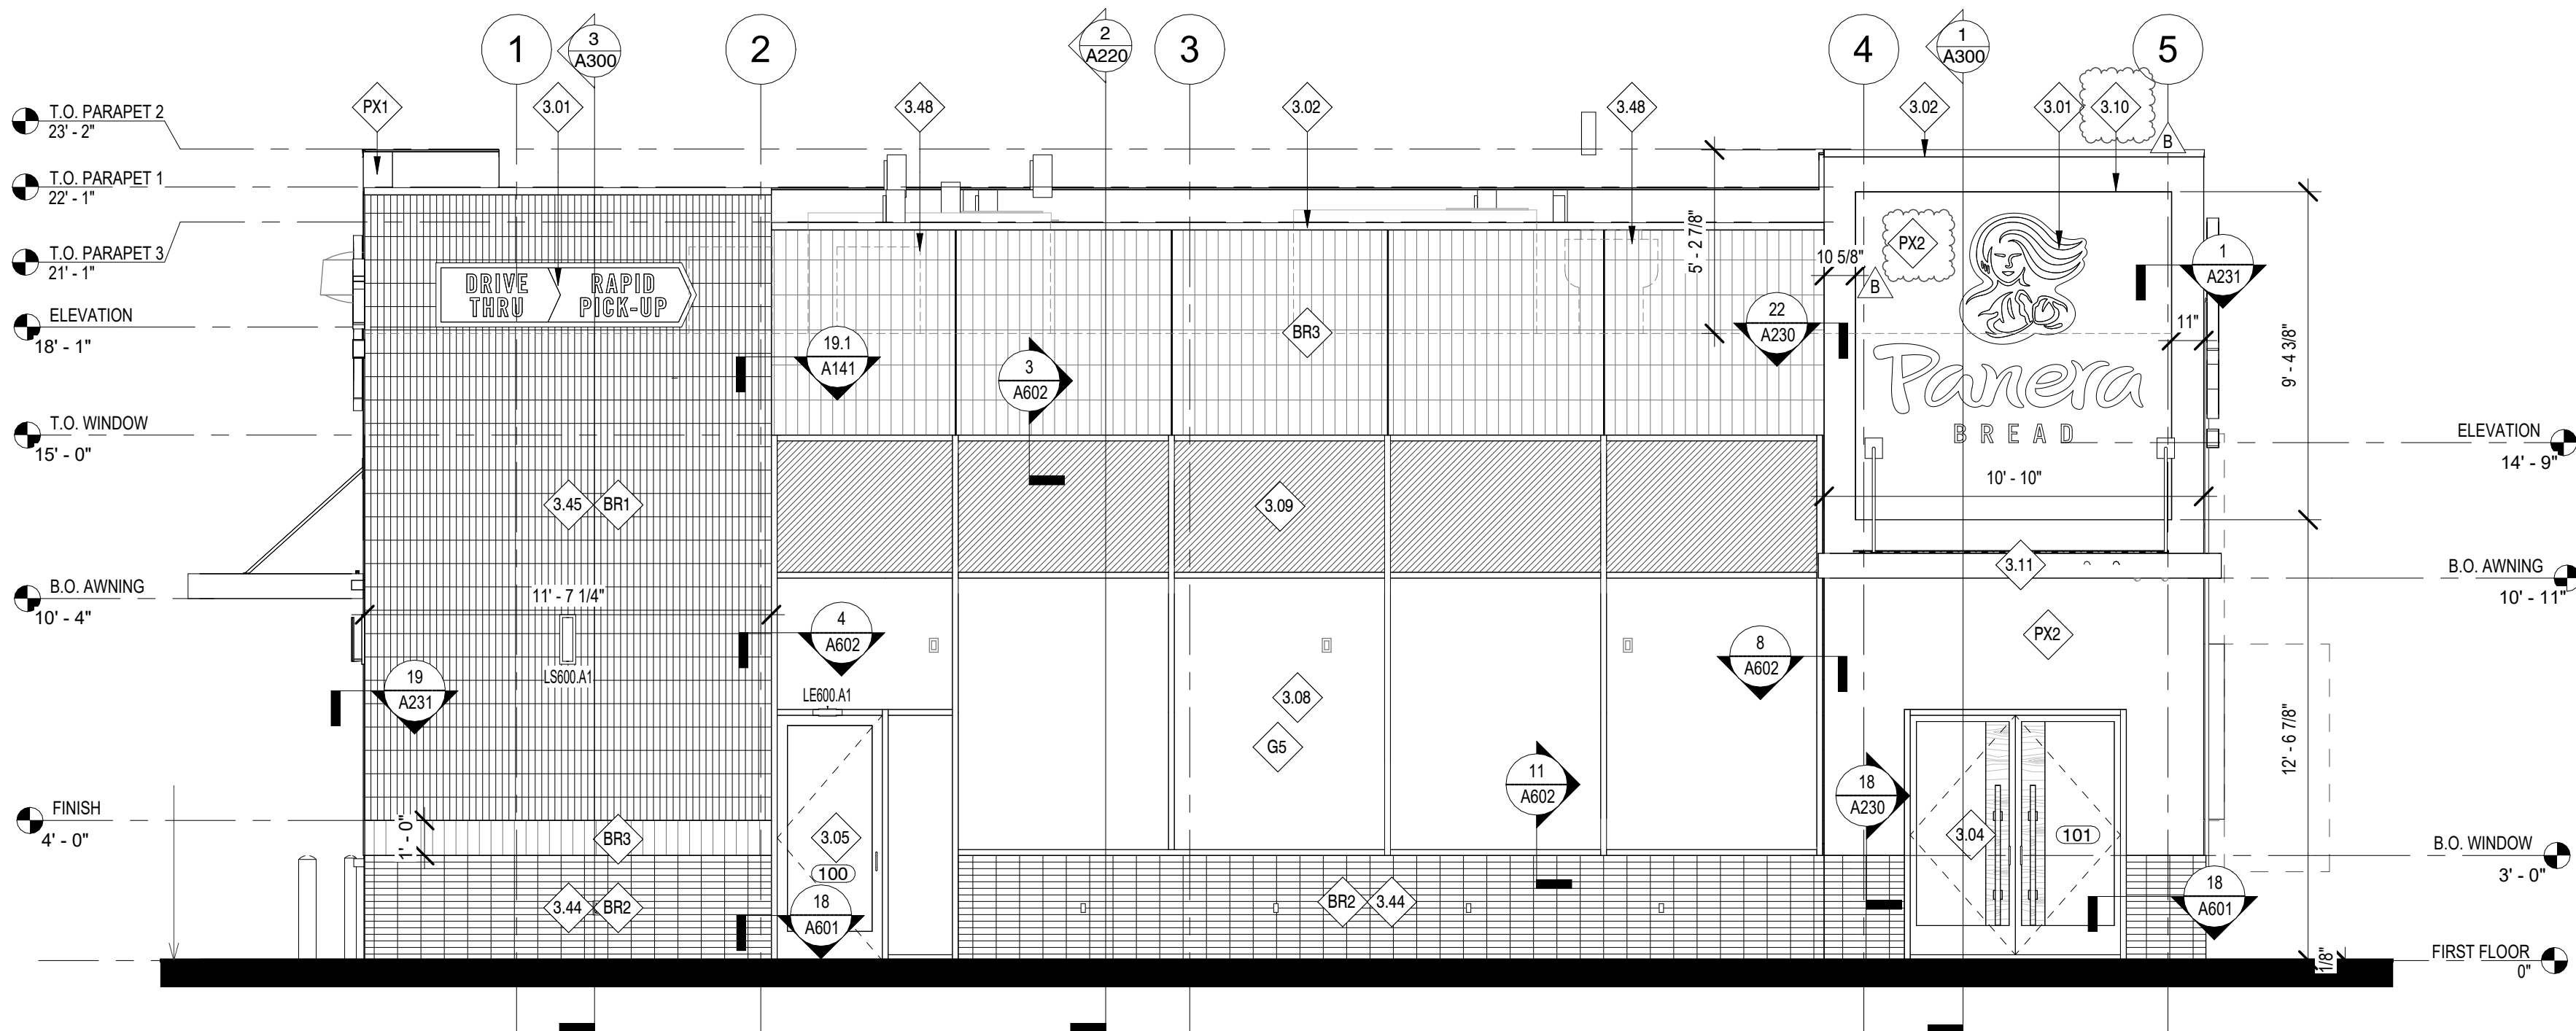 1
3
A300
2
2
A220
3
4
1
A300
5
T.O. PARAPET 2
23' - 2"
PX1
3.01
3.48
3.02
3.48
3.02
3.01
3.10
B
T.O. PARAPET 1
22' - 1"
T.O. PARAPET 3
21' - 1"
5' - 2 7/8"
10 5/8"
B
PX2
1
A231
DRIVE
THRU
RAPID
PICK-UP
ELEVATION
18' - 1"
BR3
22
A230
11"
19.1
A141
3
A602
9' - 4 3/8"
Panera
BREAD
T.O. WINDOW
15' - 0"
ELEVATION
14' - 9"
10' - 10"
3.45
BR1
3.09
3.11
B.O. AWNING
10' - 4"
11' - 7 1/4"
B.O. AWNING
10' - 11"
4
A602
8
A602
PX2
LS600.A1
19
A231
LE600.A1
3.08
G5
11
A602
18
A230
12' - 6 7/8"
FINISH
4' - 0"
1' - 0"
BR3
3.05
100
3.04
101
B.O. WINDOW
3' - 0"
3.44
BR2
18
A601
BR2
3.44
18
A601
FIRST FLOOR
0"
1/8"